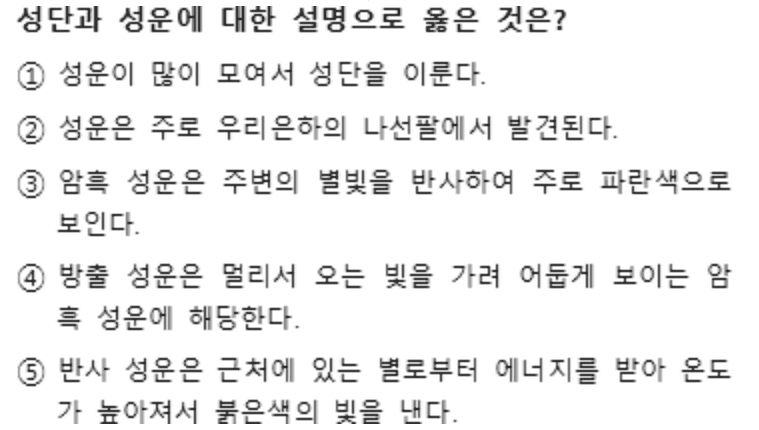 성단과 성운에 대한 설명으로 옳은 것은?
① 성운이 많이 모여서 성단을 이룬다.
② 성운은 주로 우리은하의 나선팔에서 발견된다.
③ 암흑 성운은 주변의 별빛을 반사하여 주로 파란색으로
보인다.
④ 방출 성운은 멀리서 오는 빛을 가려 어둡게 보이는 암
흑 성운에 해당한다.
⑤ 반사 성운은 근처에 있는 별로부터 에너지를 받아 온도
가 높아져서 붉은색의 빛을 낸다.